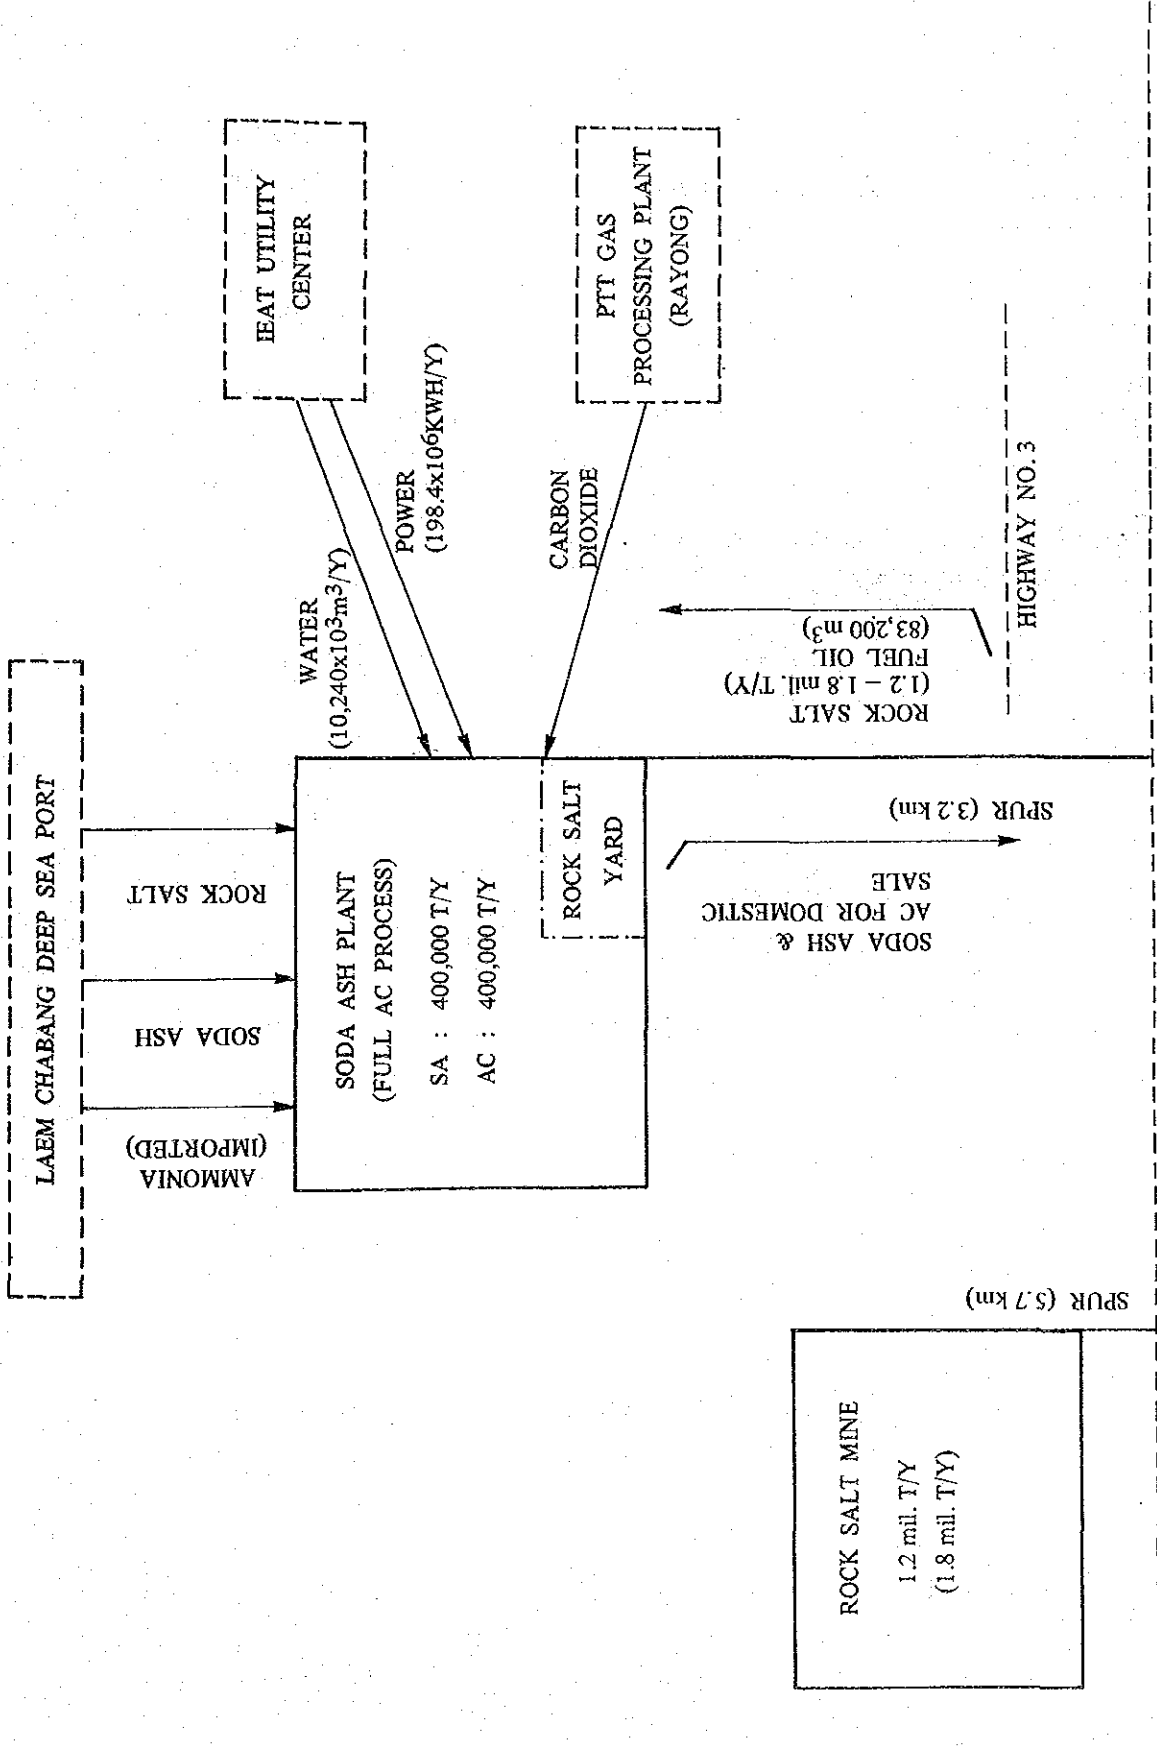 LAEM CHABANG DEEP SEA PORT
AMMONIA
(IMPORTED)
SODA ASH
ROCK SALT
SODA ASH PLANT
(FULL AC PROCESS)
SA : 400,000 T/Y
AC : 400,000 T/Y
ROCK SALT
YARD
WATER
(10,240x10³m³/Y)
POWER
(198.4x10⁶KWH/Y)
IEAT UTILITY
CENTER
CARBON
DIOXIDE
PTT GAS
PROCESSING PLANT
(RAYONG)
ROCK SALT
(1.2 – 1.8 mil. T/Y)
FUEL OIL
(83,200 m³)
HIGHWAY NO. 3
SODA ASH &
AC FOR DOMESTIC
SALE
SPUR (3.2 km)
ROCK SALT MINE
1.2 mil. T/Y
(1.8 mil. T/Y)
SPUR (5.7 km)